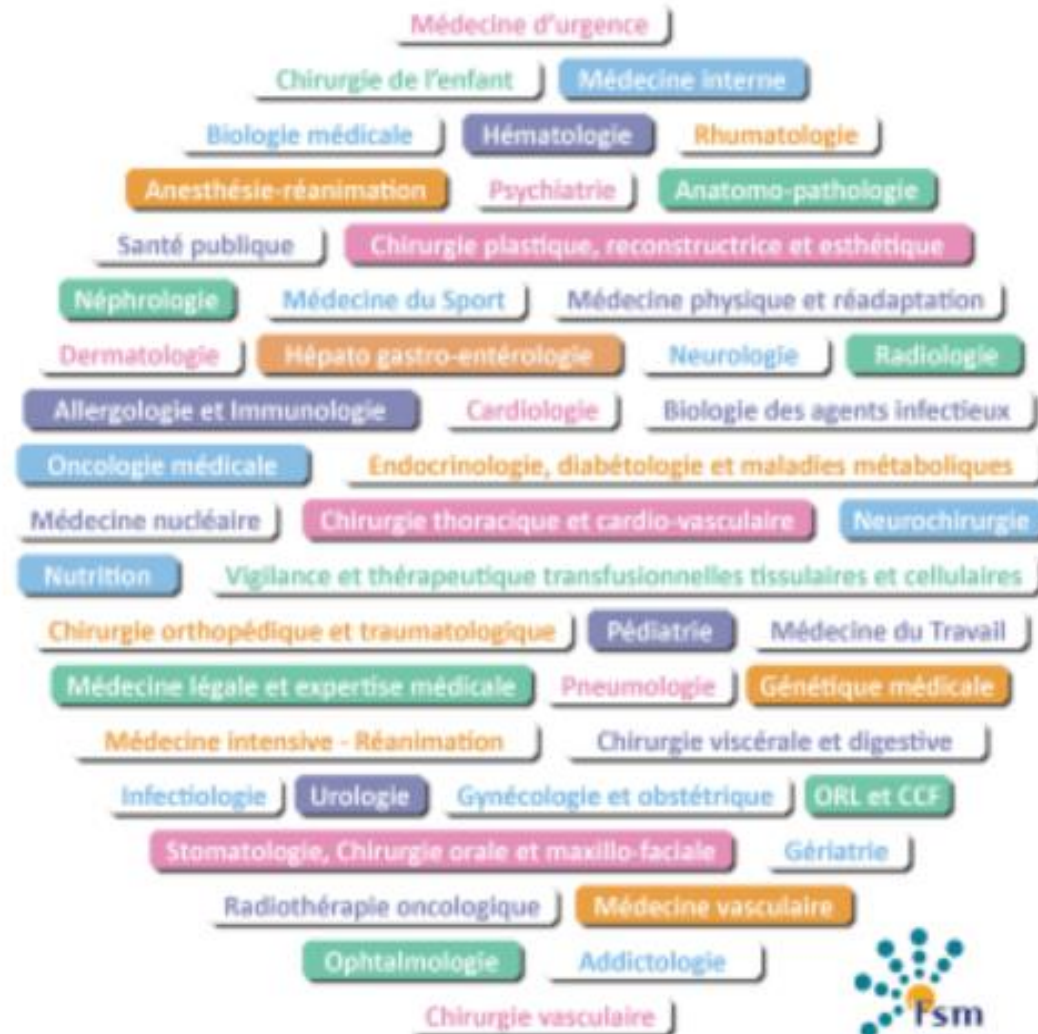 Médecine d'urgence
Chirurgie de l'enfant Médecine interne
Biologie médicale Hématologie Rhumatologie
Anesthésie-réanimation Psychiatrie Anatomo-pathologie
Santé publique Chirurgie plastique, reconstructrice et esthétique
Néphrologie Médecine du Sport Médecine physique et réadaptation
Dermatologie Hépato gastro-entérologie Neurologie Radiologie
Allergologie et Immunologie Cardiologie Biologie des agents infectieux
Oncologie médicale Endocrinologie, diabétologie et maladies métaboliques
Médecine nucléaire Chirurgie thoracique et cardio-vasculaire Neurochirurgie
Nutrition Vigilance et thérapeutique transfusionnelles tissulaires et cellulaires
Chirurgie orthopédique et traumatologique Pédiatrie Médecine du Travail
Médecine légale et expertise médicale Pneumologie Génétique médicale
Médecine intensive - Réanimation Chirurgie viscérale et digestive
Infectiologie Urologie Gynécologie et obstétrique ORL et CCF
Stomatologie, Chirurgie orale et maxillo-faciale Gériatrie
Radiothérapie oncologique Médecine vasculaire
Ophtalmologie Addictologie
Chirurgie vasculaire
Fsm